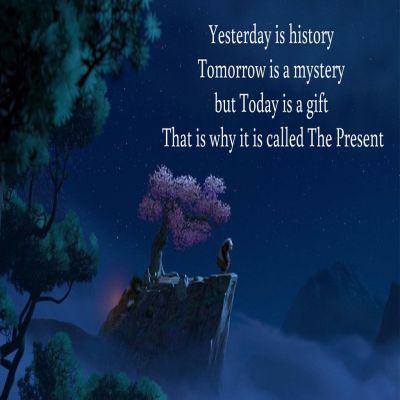 Yesterday is history
Tomorrow is a mystery
but Today is a gift
That is why it is called The Present